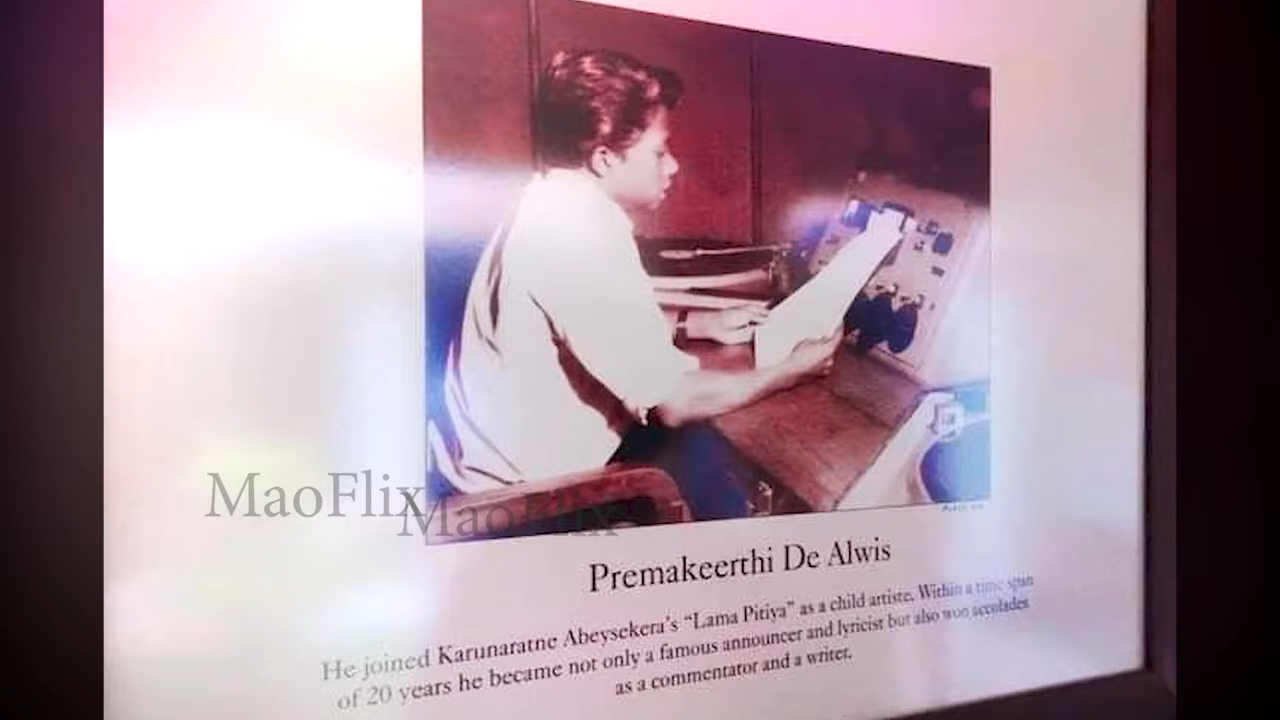 MaoFlix
MaoFlix
Premakeerthi De Alwis
He joined Karunaratne Abeysekera's "Lama Pitiya" as a child artiste. Within a time span
of 20 years he became not only a famous announcer and lyricist but also won accolades
as a commentator and a writer.